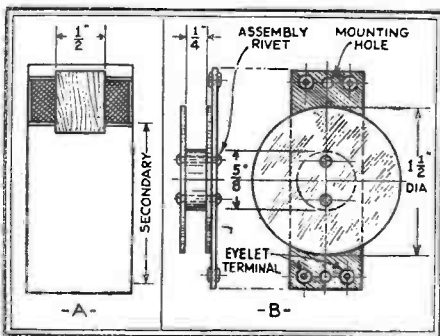 1"
2
SECONDARY
-A-
1"
4
ASSEMBLY
RIVET
MOUNTING
HOLE
5"
8
1 1"
2
DIA
EYELET
TERMINAL
-B-